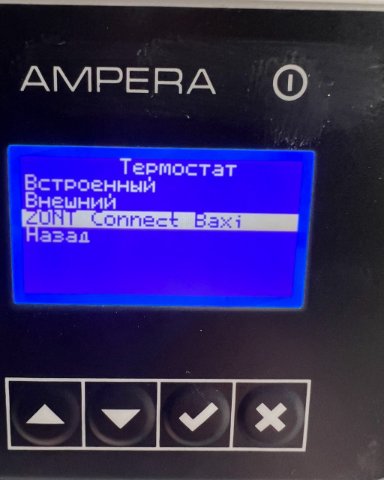 AMPERA
Термостат
Встроенный
Внешний
ZONT Connect Baxi
Назад